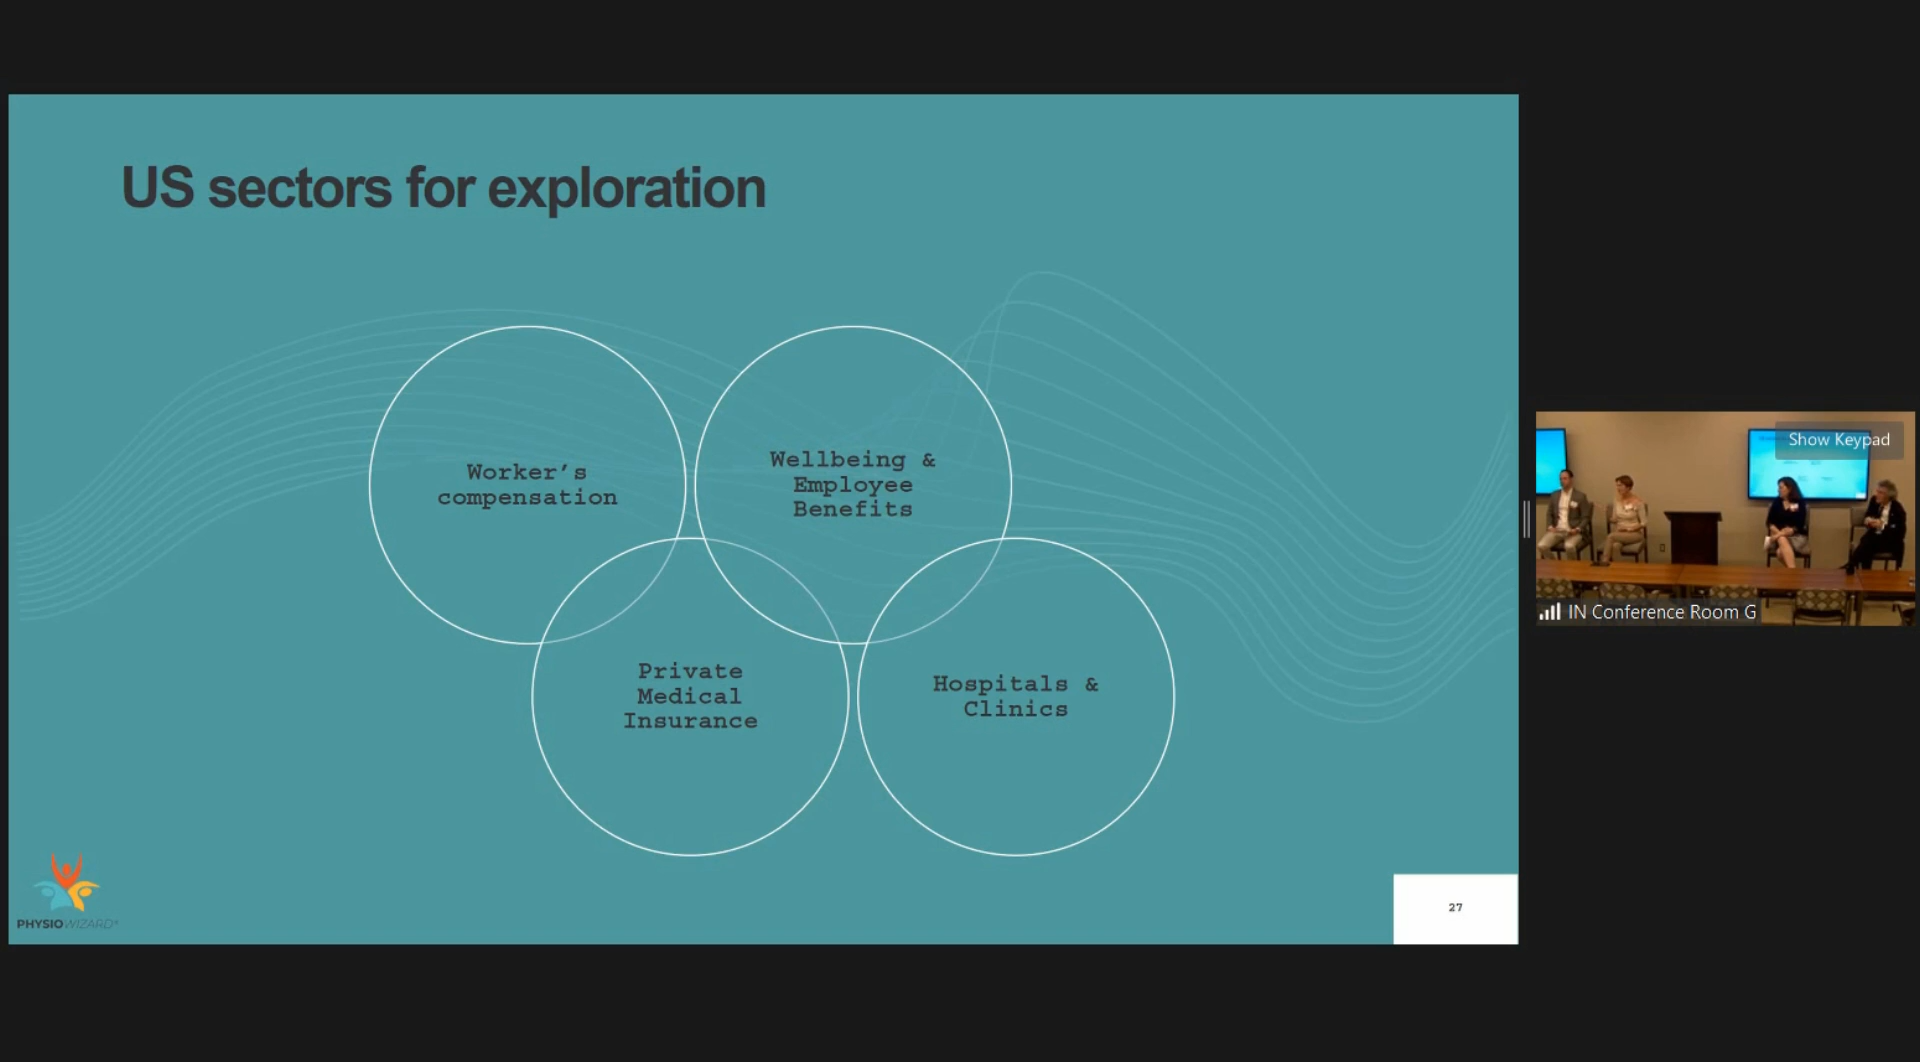 US sectors for exploration
Worker's
compensation
Wellbeing &
Employee
Benefits
Private
Medical
Insurance
Hospitals &
Clinics
PHYSIOWIZARD
27
Show Keypad
IN Conference Room G